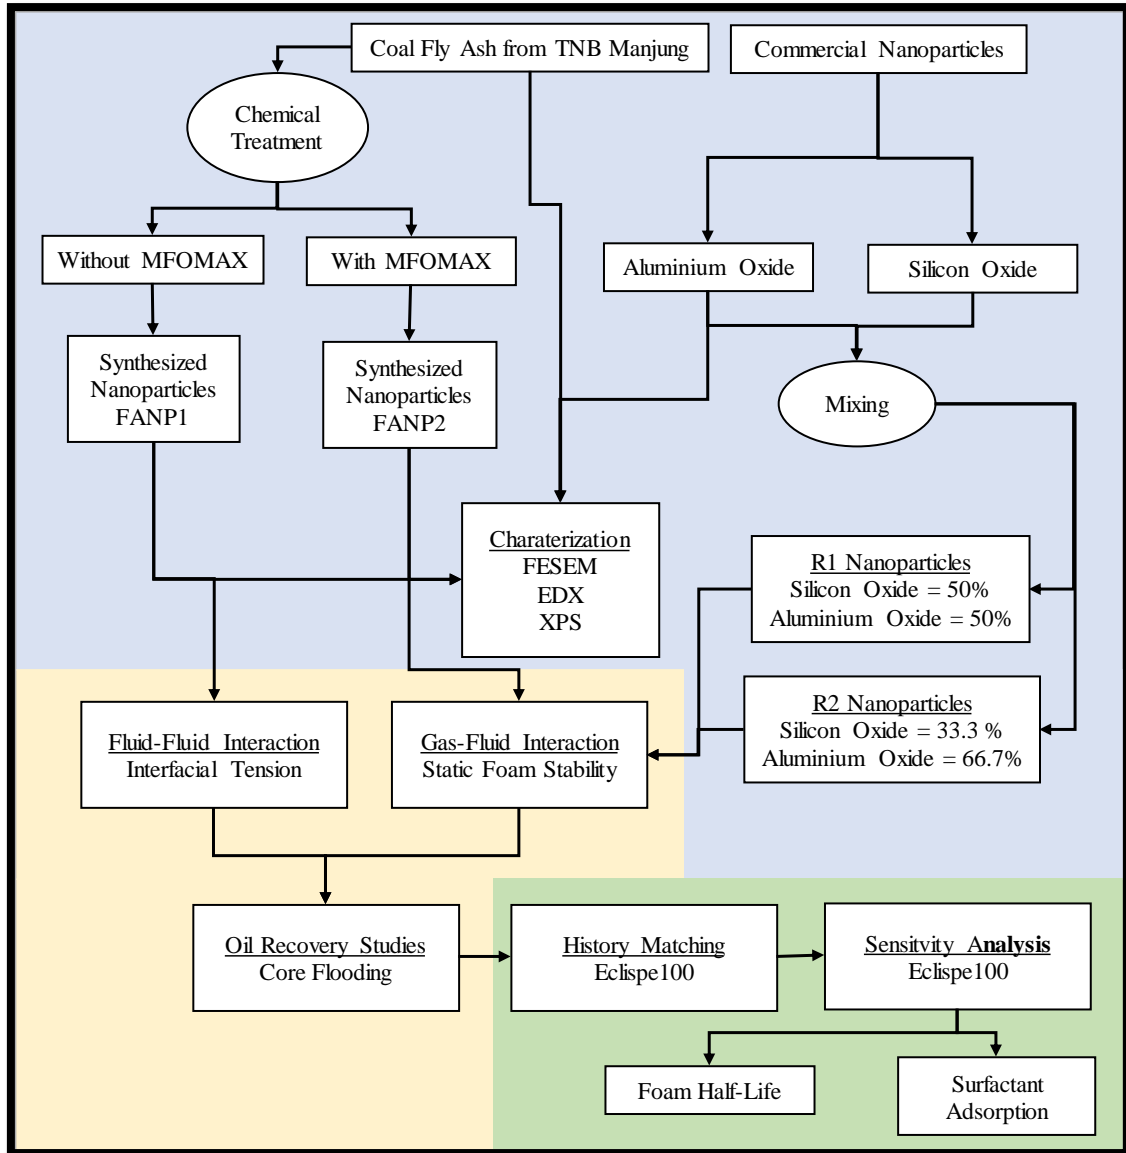 Coal Fly Ash from TNB Manjung
Commercial Nanoparticles
Chemical
Treatment
Without MFOMAX
With MFOMAX
Aluminium Oxide
Silicon Oxide
Synthesized
Nanoparticles
FANP1
Synthesized
Nanoparticles
FANP2
Mixing
Charaterization
FESEM
EDX
XPS
R1 Nanoparticles
Silicon Oxide = 50%
Aluminium Oxide = 50%
R2 Nanoparticles
Silicon Oxide = 33.3 %
Aluminium Oxide = 66.7%
Fluid-Fluid Interaction
Interfacial Tension
Gas-Fluid Interaction
Static Foam Stability
Oil Recovery Studies
Core Flooding
History Matching
Eclispe100
Sensitvity Analysis
Eclispe100
Foam Half-Life
Surfactant
Adsorption